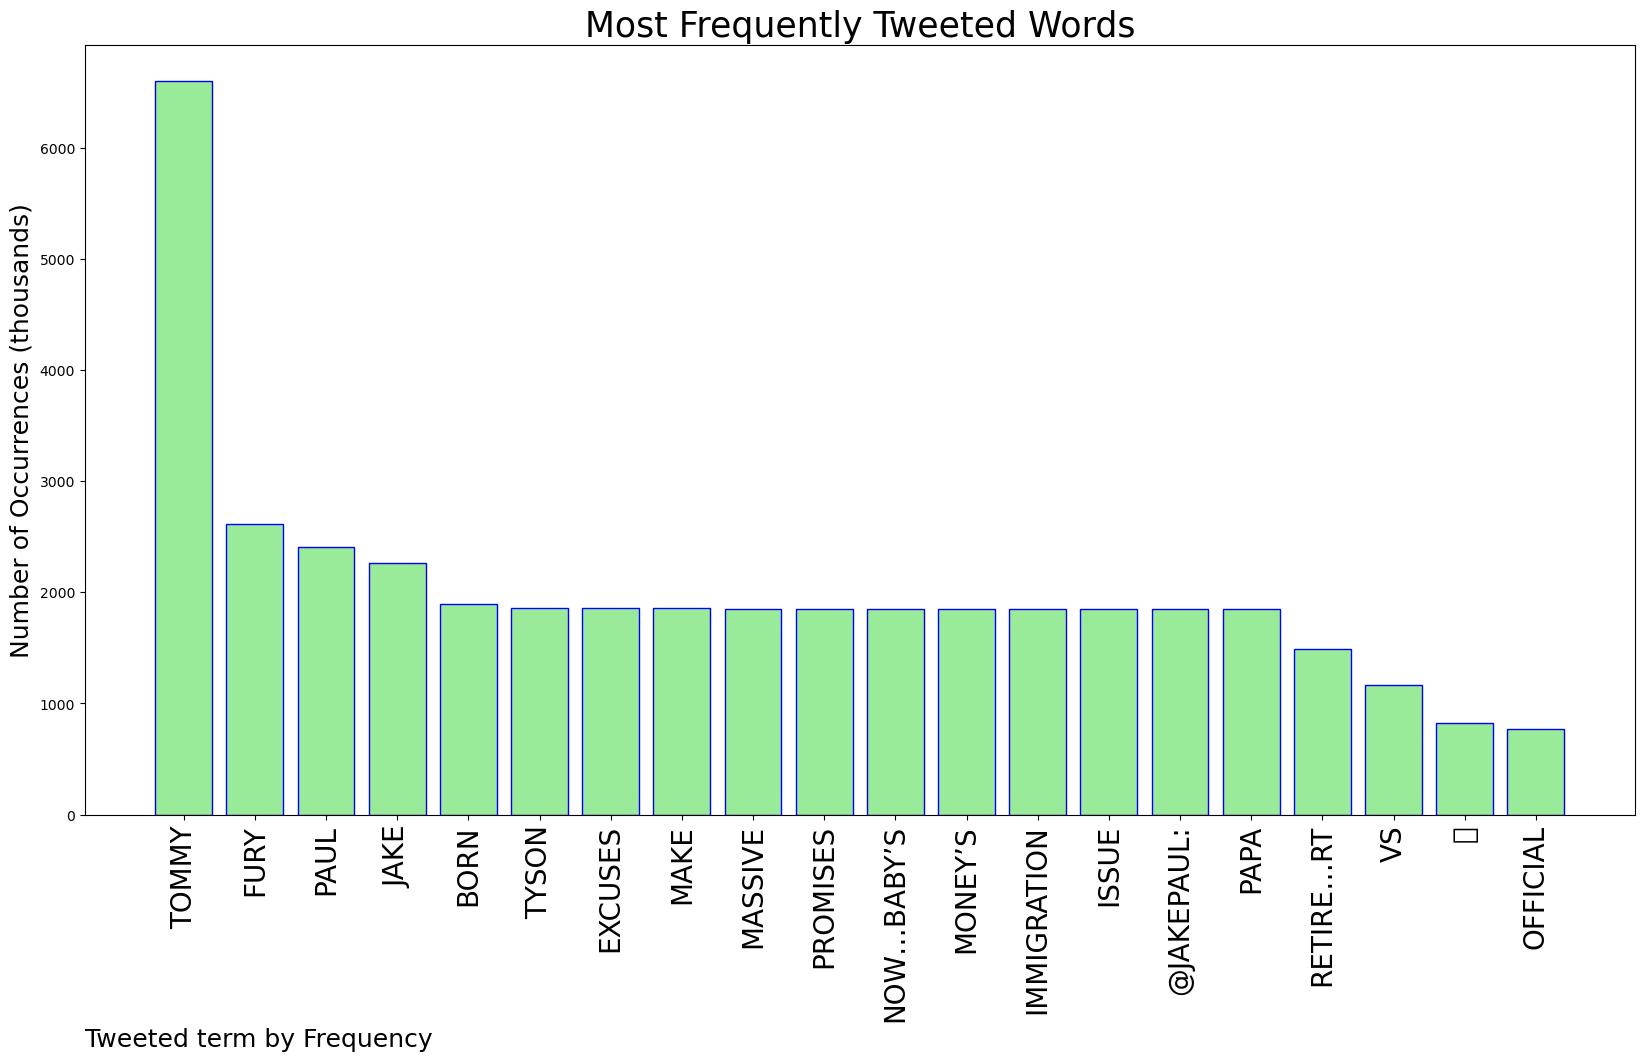 Most Frequently Tweeted Words
Number of Occurrences (thousands)
6000
5000
4000
3000
2000
1000
0
TOMMY
FURY
PAUL
JAKE
BORN
TYSON
EXCUSES
MAKE
MASSIVE
PROMISES
NOW…BABY’S
MONEY’S
IMMIGRATION
ISSUE
@JAKEPAUL:
PAPA
RETIRE…RT
VS
OFFICIAL
Tweeted term by Frequency